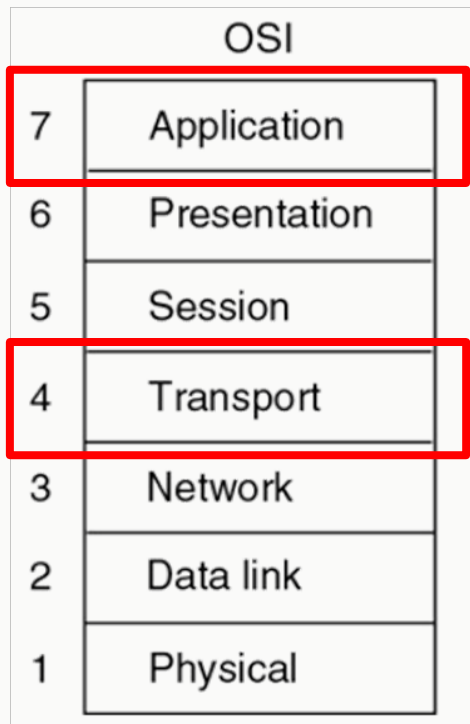 OSI
7 Application
6 Presentation
5 Session
4 Transport
3 Network
2 Data link
1 Physical